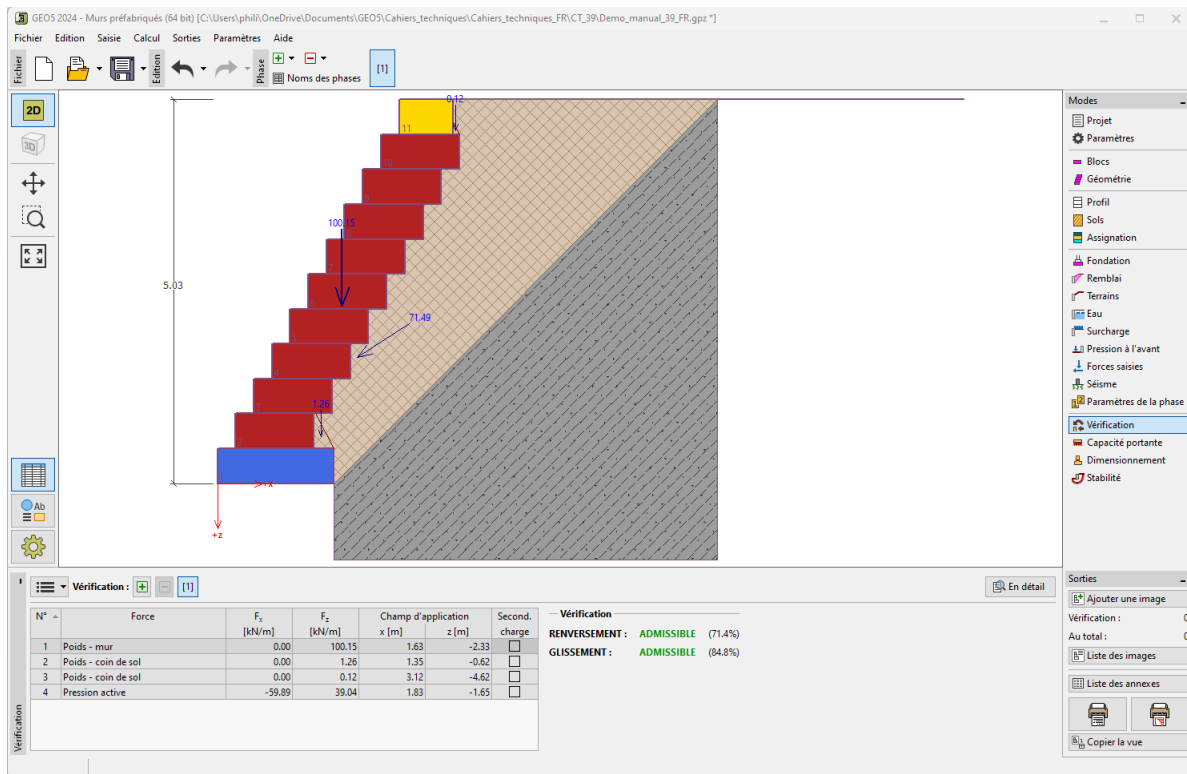 GEO5 2024 - Murs préfabriqués (64 bit) [C:\Users\phili\OneDrive\Documents\GEO5\Cahiers_techniques\Cahiers_techniques_FR\CT_39\Demo_manual_39_FR.gpz *]
Fichier Edition Saisie Calcul Sorties Paramètres Aide
Fichier
Edition
Phase
Noms des phases
[1]
2D
3D
Ab
0.12
11
10
9
100.15
7
5.03
71.49
1.26
2
+x
+z
Modes
Projet
Paramètres
Blocs
Géométrie
Profil
Sols
Assignation
Fondation
Remblai
Terrains
Eau
Surcharge
Pression à l'avant
Forces saisies
Séisme
Paramètres de la phase
Vérification
Capacité portante
Dimensionnement
Stabilité
Vérification
Vérification : [1]
En détail
N° Force Fx Fz Champ d'application Second.
[kN/m] [kN/m] x [m] z [m] charge
1 Poids - mur 0.00 100.15 1.63 -2.33
2 Poids - coin de sol 0.00 1.26 1.35 -0.62
3 Poids - coin de sol 0.00 0.12 3.12 -4.62
4 Pression active -59.89 39.04 1.83 -1.65
Vérification
RENVERSEMENT : ADMISSIBLE (71.4%)
GLISSEMENT : ADMISSIBLE (84.8%)
Sorties
Ajouter une image
Vérification : 0
Au total : 0
Liste des images
Liste des annexes
Copier la vue